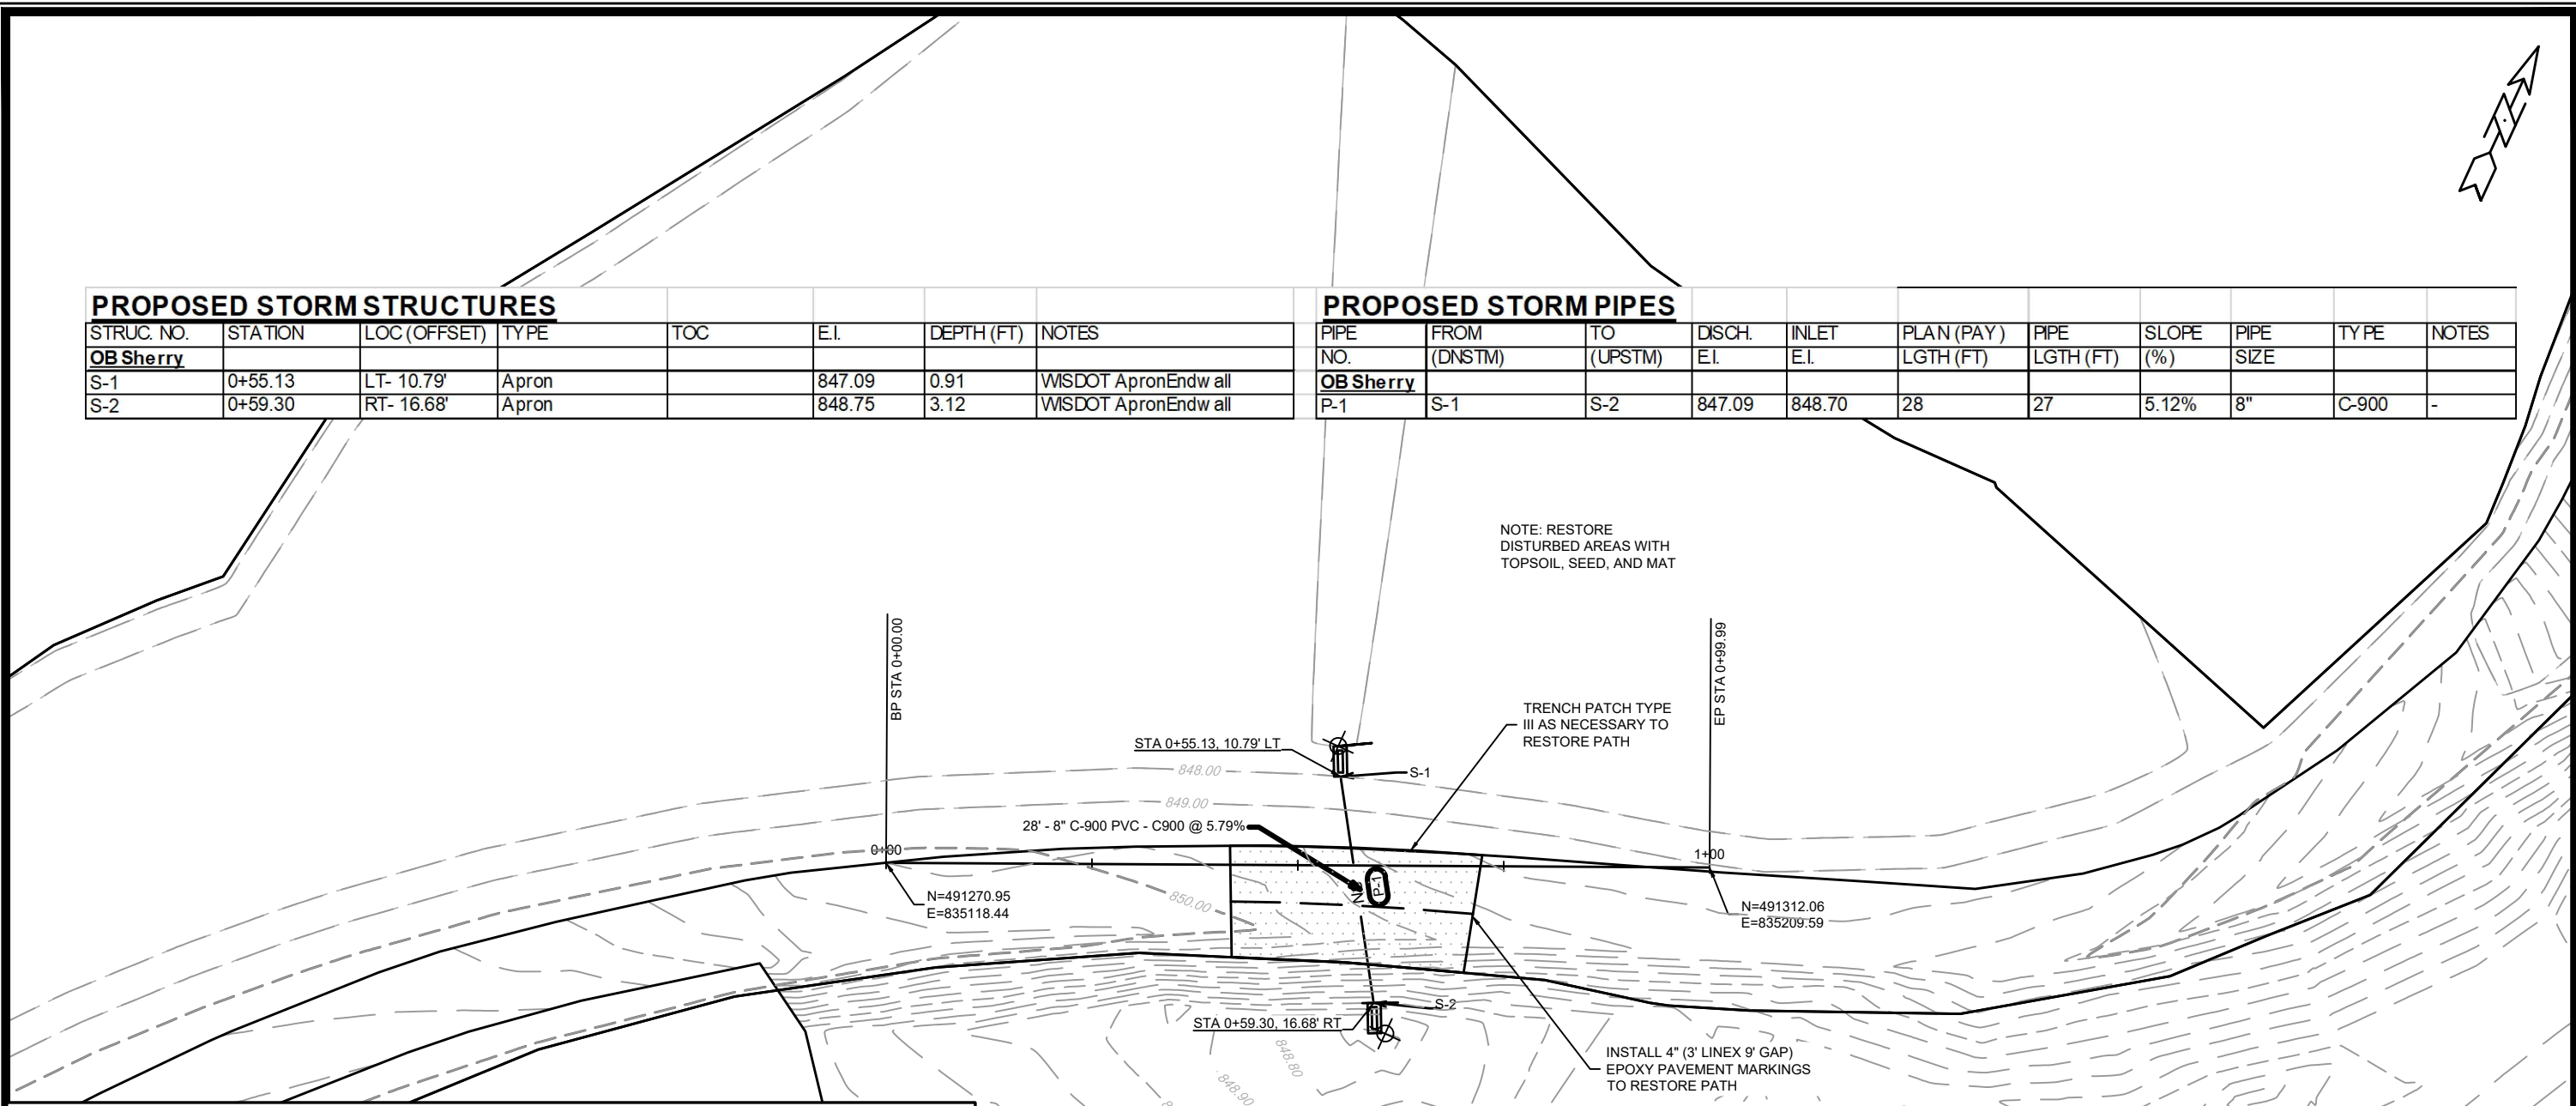 PROPOSED STORM STRUCTURES
STRUC. NO. STATION LOC (OFFSET) TYPE TOC E.I. DEPTH (FT) NOTES
OB Sherry
S-1 0+55.13 LT- 10.79' Apron 847.09 0.91 WISDOT Apron Endwall
S-2 0+59.30 RT- 16.68' Apron 848.75 3.12 WISDOT Apron Endwall
PROPOSED STORM PIPES
PIPE FROM TO DISCH. INLET PLAN (PAY) PIPE SLOPE PIPE TYPE NOTES
NO. (DNSTM) (UPSTM) E.I. E.I. LGTH (FT) LGTH (FT) (%) SIZE
OB Sherry
P-1 S-1 S-2 847.09 848.70 28 27 5.12% 8" C-900 -
NOTE: RESTORE
DISTURBED AREAS WITH
TOPSOIL, SEED, AND MAT
BP STA 0+00.00
EP STA 0+99.99
TRENCH PATCH TYPE
III AS NECESSARY TO
RESTORE PATH
STA 0+55.13, 10.79' LT
S-1
848.00
849.00
28' - 8" C-900 PVC - C900 @ 5.79%
0+00
1+00
P-1
850.00
N=491270.95
E=835118.44
N=491312.06
E=835209.59
S-2
STA 0+59.30, 16.68' RT
848.80
848.90
INSTALL 4" (3' LINEX 9' GAP)
EPOXY PAVEMENT MARKINGS
TO RESTORE PATH